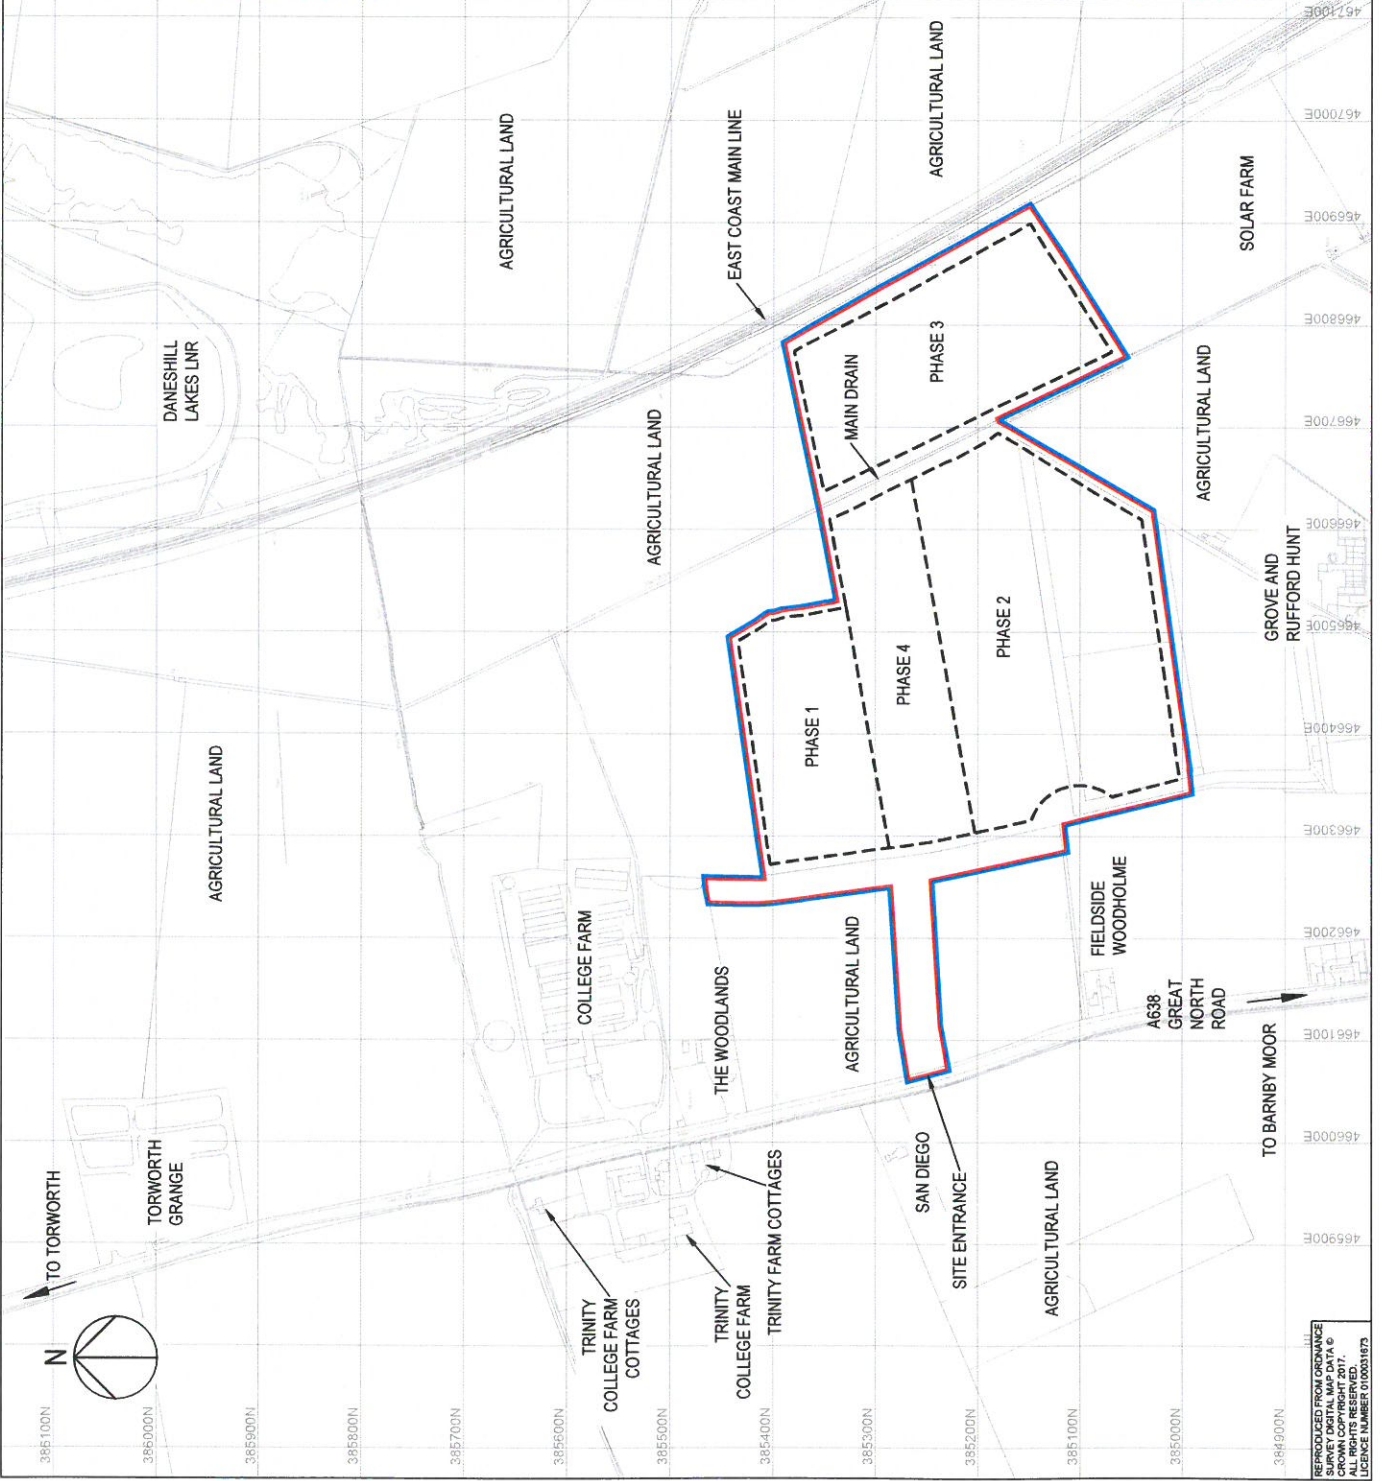 N
TO TORWORTH
TORWORTH
GRANGE
AGRICULTURAL LAND
DANESHILL
LAKES LNR
AGRICULTURAL LAND
TRINITY
COLLEGE FARM
COTTAGES
COLLEGE FARM
AGRICULTURAL LAND
TRINITY
COLLEGE FARM
THE WOODLANDS
EAST COAST MAIN LINE
TRINITY FARM COTTAGES
PHASE 1
AGRICULTURAL LAND
MAIN DRAIN
PHASE 4
SAN DIEGO
SITE ENTRANCE
PHASE 3
AGRICULTURAL LAND
PHASE 2
AGRICULTURAL LAND
FIELDSIDE
WOODHOLME
A638
GREAT
NORTH
ROAD
AGRICULTURAL LAND
SOLAR FARM
TO BARNBY MOOR
GROVE AND
RUFFORD HUNT
386100N
386000N
385900N
385800N
385700N
385600N
385500N
385400N
385300N
385200N
385100N
385000N
384900N
465900E
466000E
466100E
466200E
466300E
466400E
466500E
466600E
466700E
466800E
466900E
467000E
467100E
REPRODUCED FROM ORDNANCE
SURVEY DIGITAL MAP DATA ©
CROWN COPYRIGHT 2017.
ALL RIGHTS RESERVED.
LICENCE NUMBER 0100031673